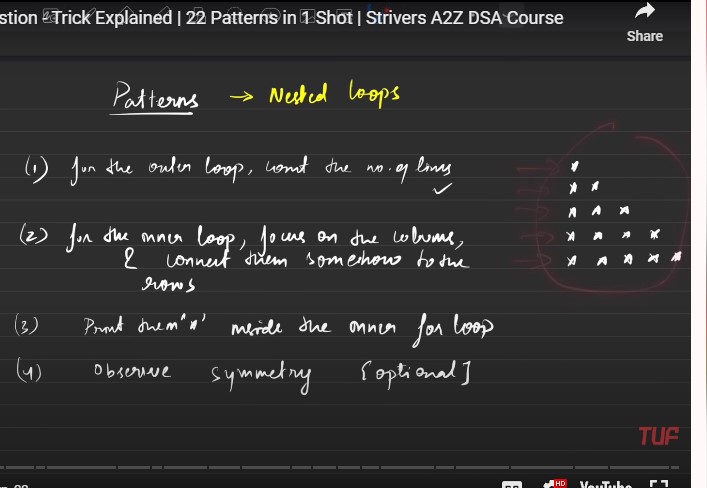 stion - Trick Explained | 22 Patterns in 1 Shot | Strivers A2Z DSA Course
Share
Patterns → Nested loops
(1) for the outer loop, count the no. of lines
(2) for the inner loop, focus on the columns,
& connect them somehow to the
rows
(3) Print them '*' inside the inner for loop
(4) Observe symmetry [optional]
*
* *
* * *
* * * *
* * * * *
TUF
HD YouTube